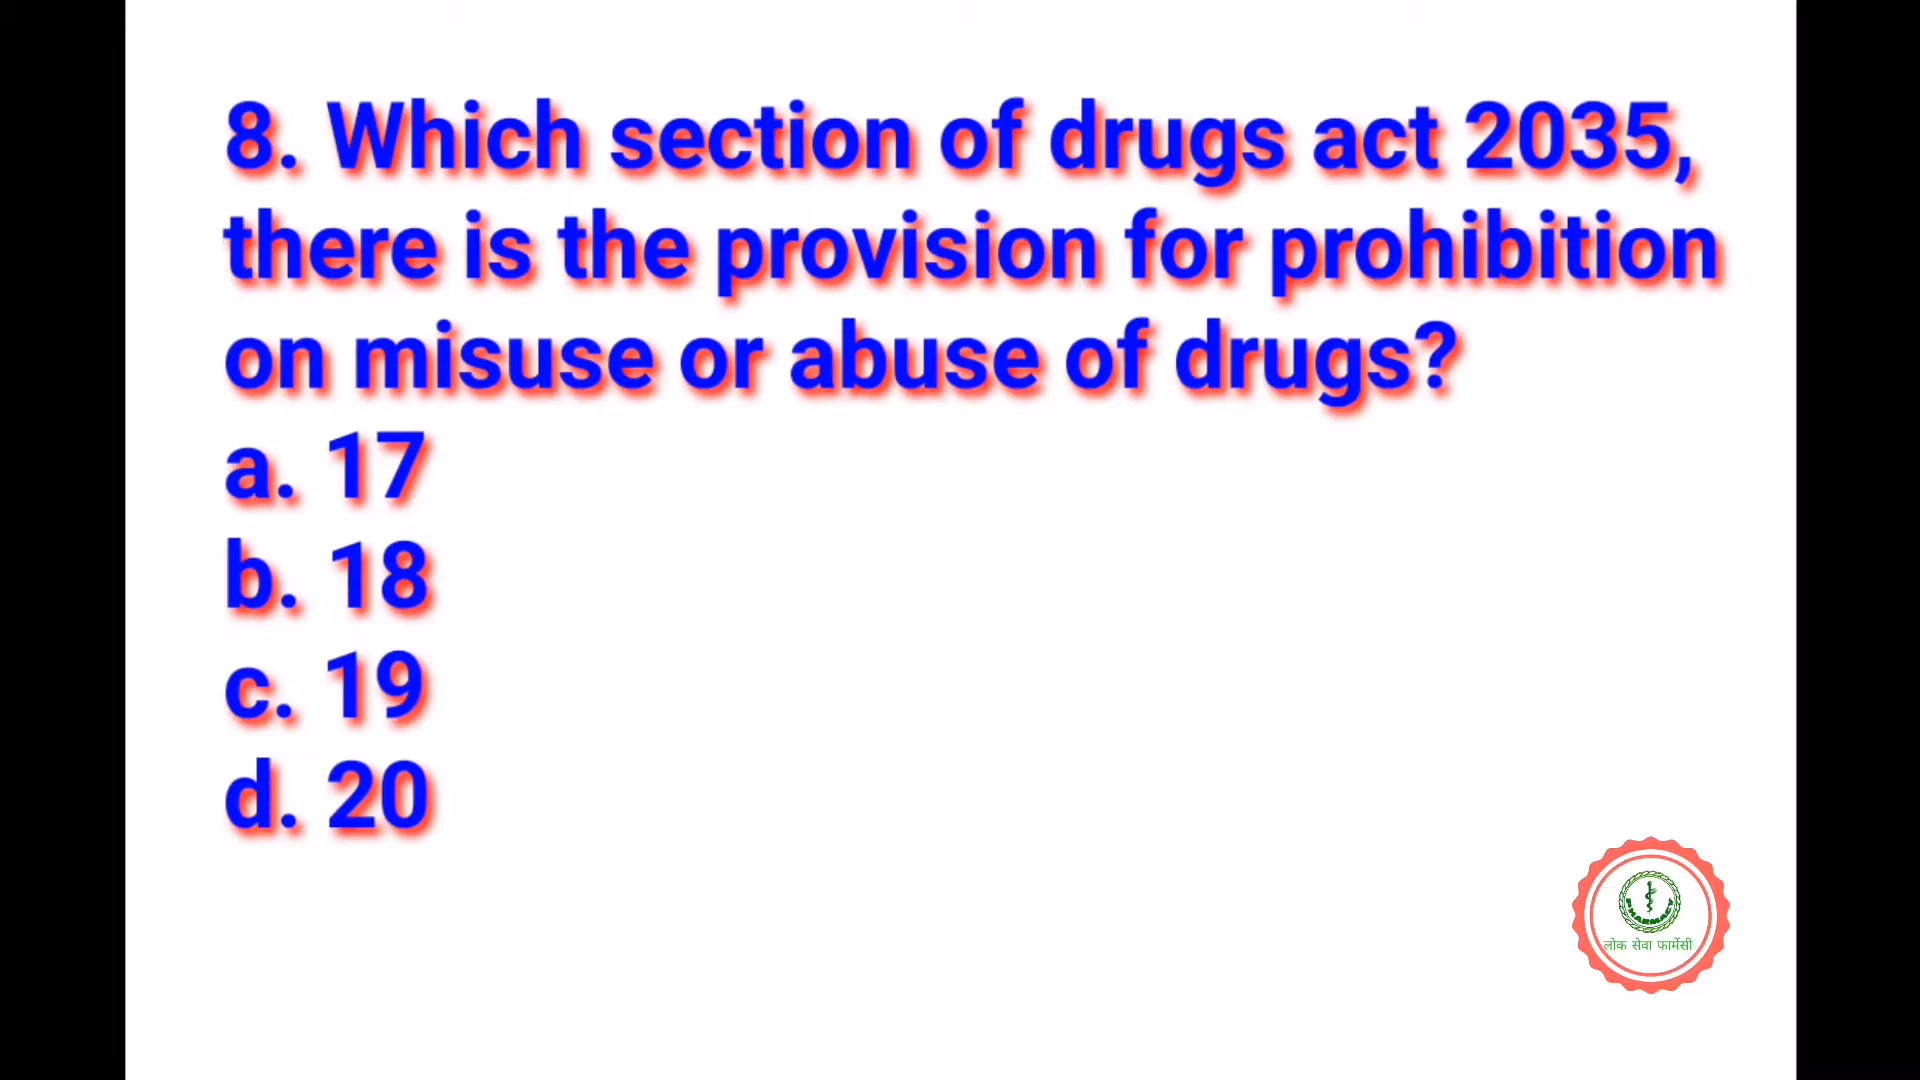 8. Which section of drugs act 2035,
there is the provision for prohibition
on misuse or abuse of drugs?
a. 17
b. 18
c. 19
d. 20
PHARMACY
लोक सेवा फार्मेसी